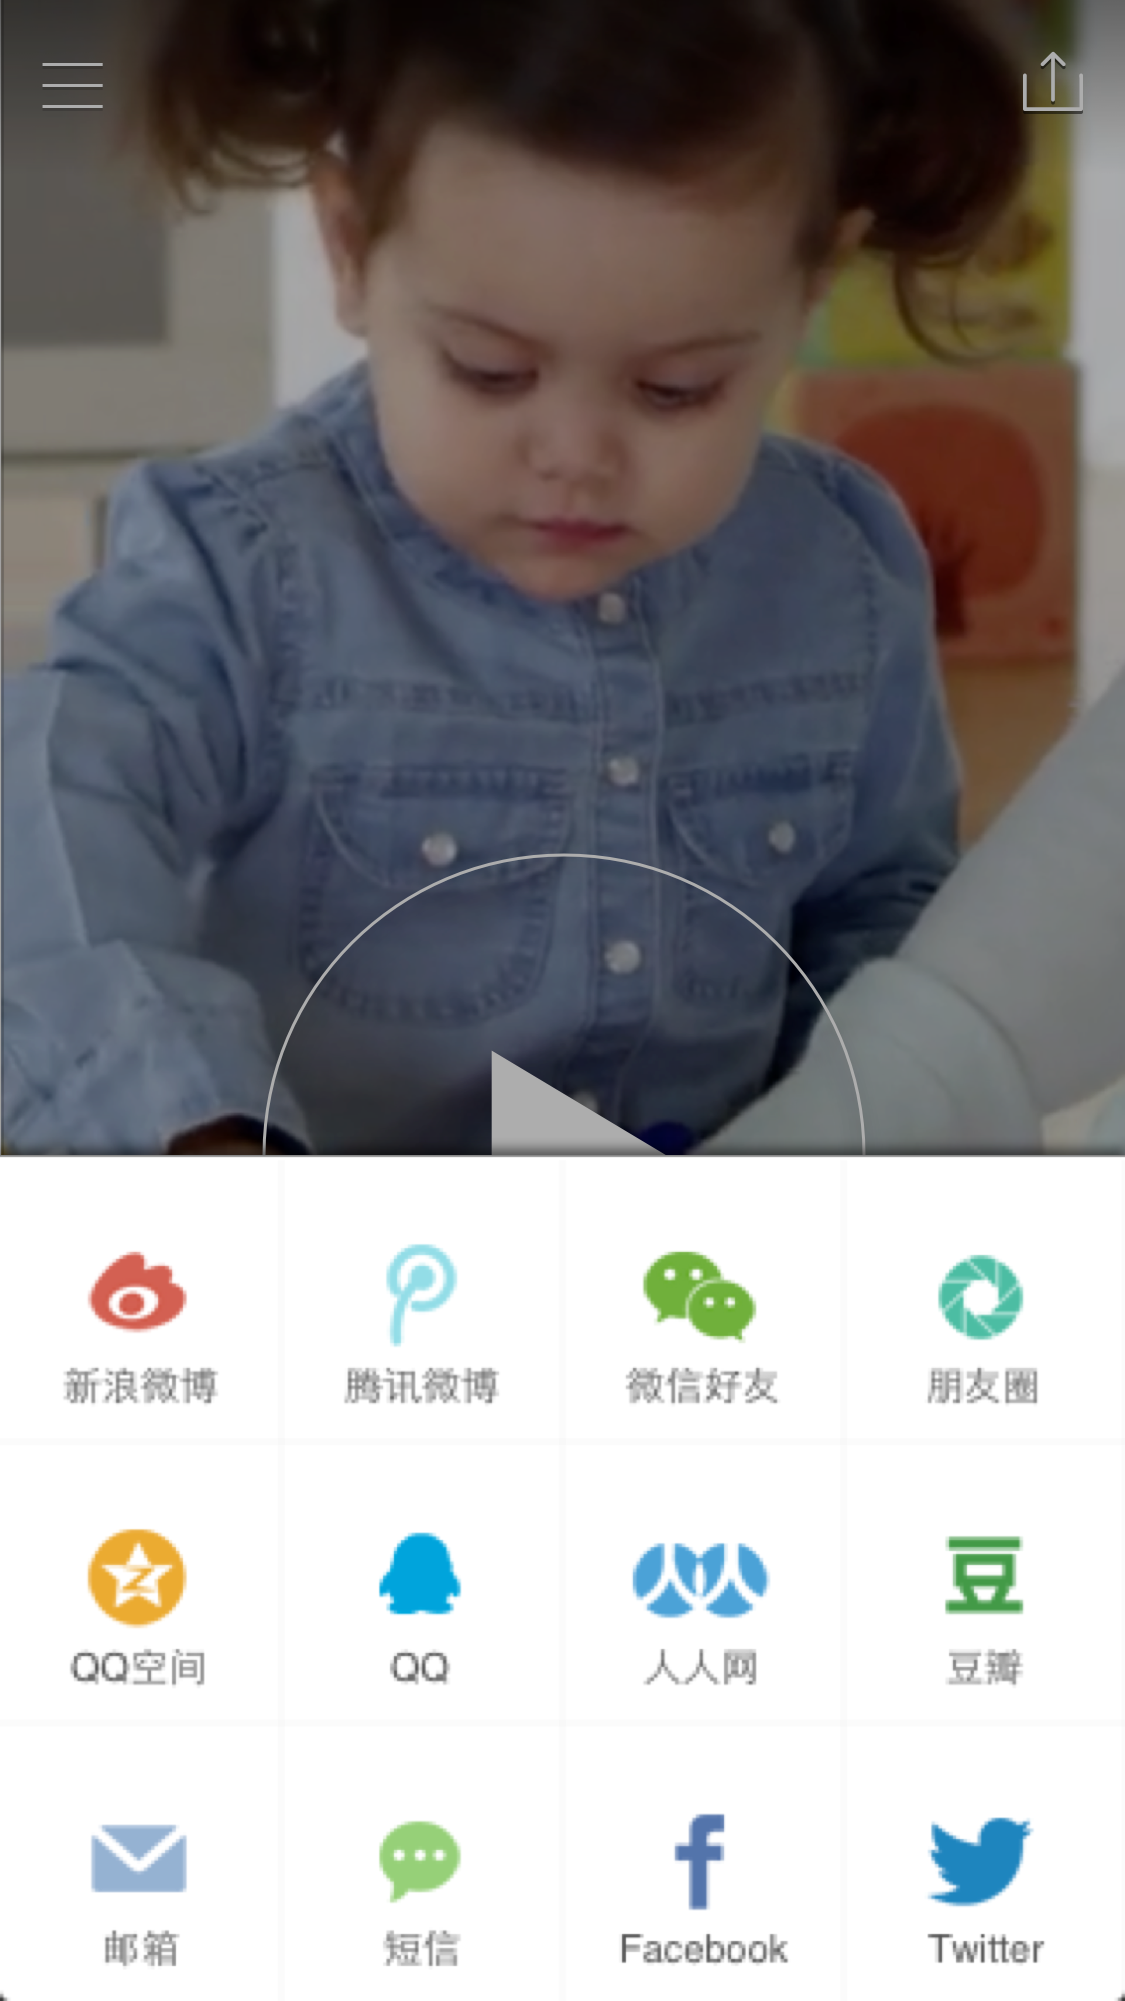 新浪微博
腾讯微博
微信好友
朋友圈
QQ空间
QQ
人人网
豆瓣
邮箱
短信
Facebook
Twitter